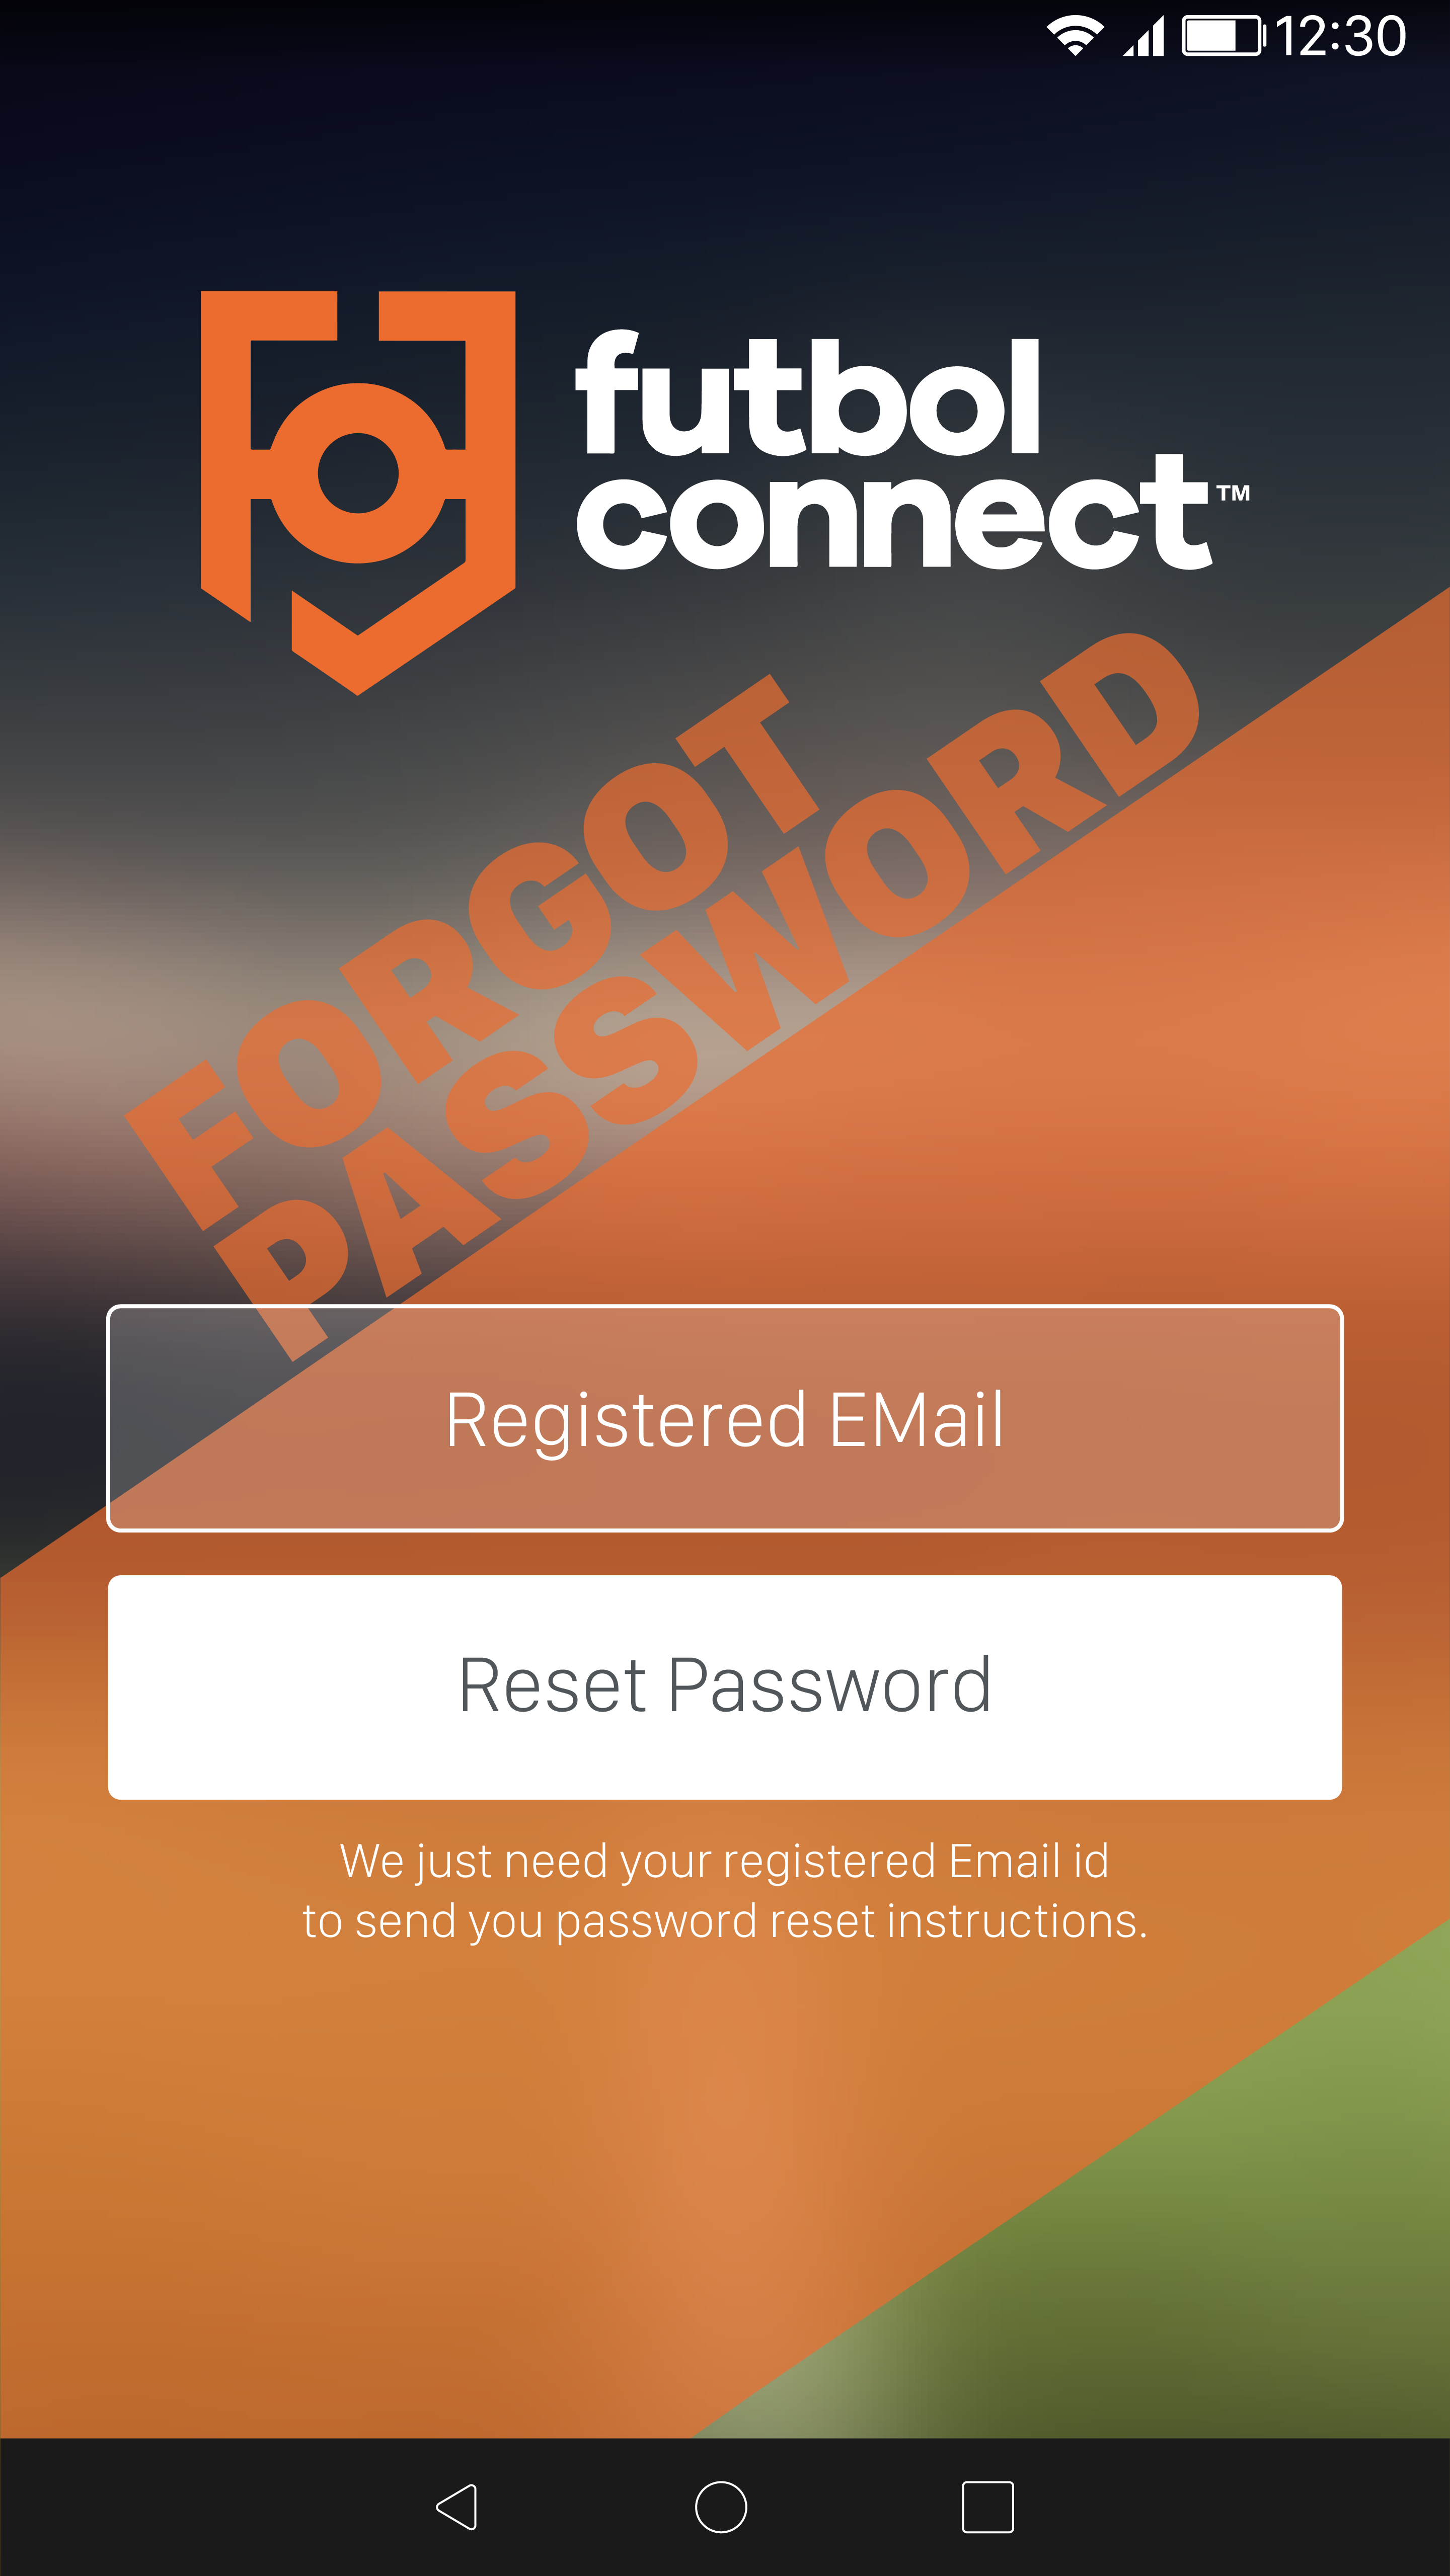 12:30
futbol
connect™
FORGOT
PASSWORD
Registered EMail
Reset Password
We just need your registered Email id
to send you password reset instructions.